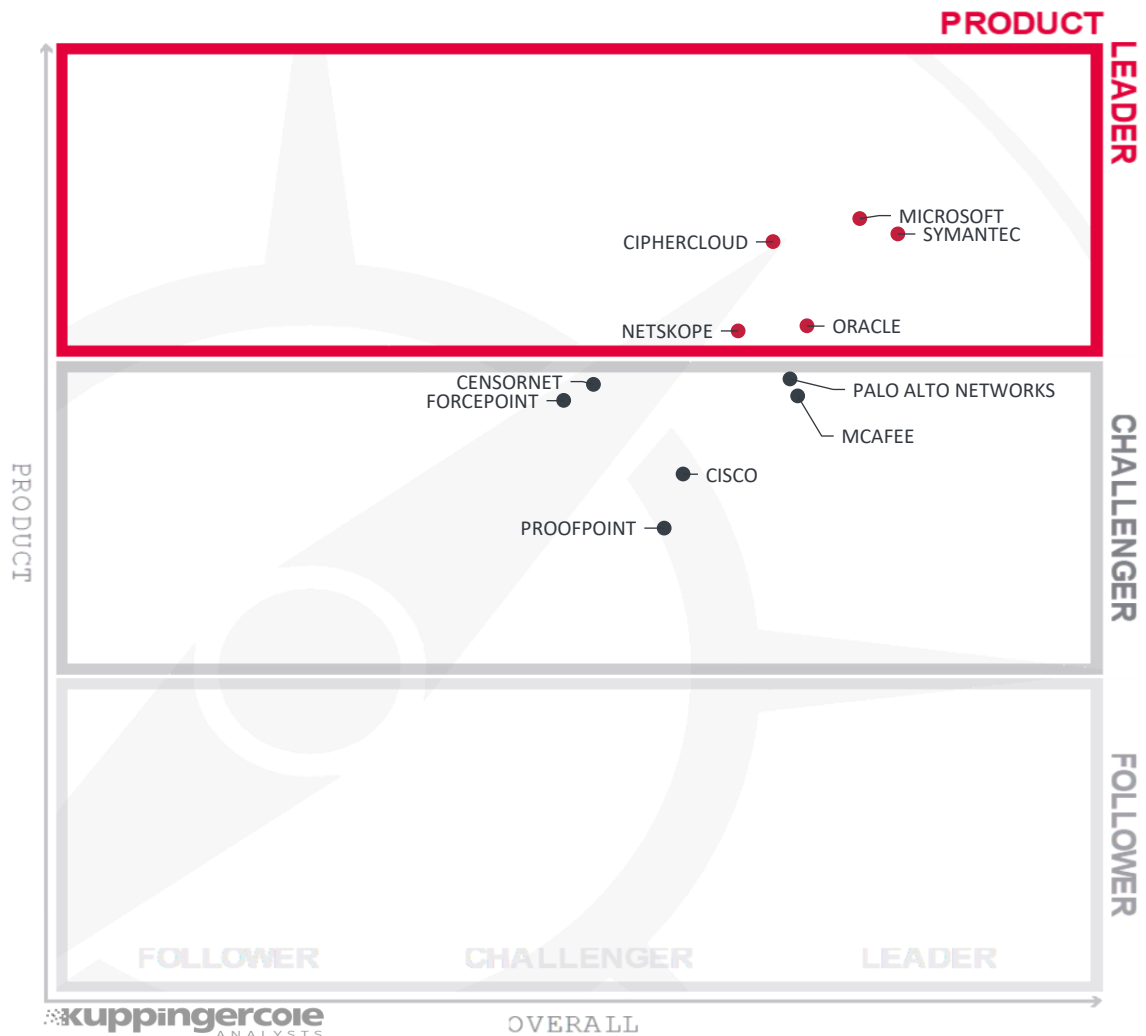 PRODUCT
LEADER
MICROSOFT
SYMANTEC
CIPHERCLOUD
NETSKOPE
ORACLE
CENSORNET
FORCEPOINT
PALO ALTO NETWORKS
MCAFEE
CHALLENGER
PRODUCT
CISCO
PROOFPOINT
FOLLOWER
FOLLOWER CHALLENGER LEADER
kuppingercole
ANALYSTS
OVERALL